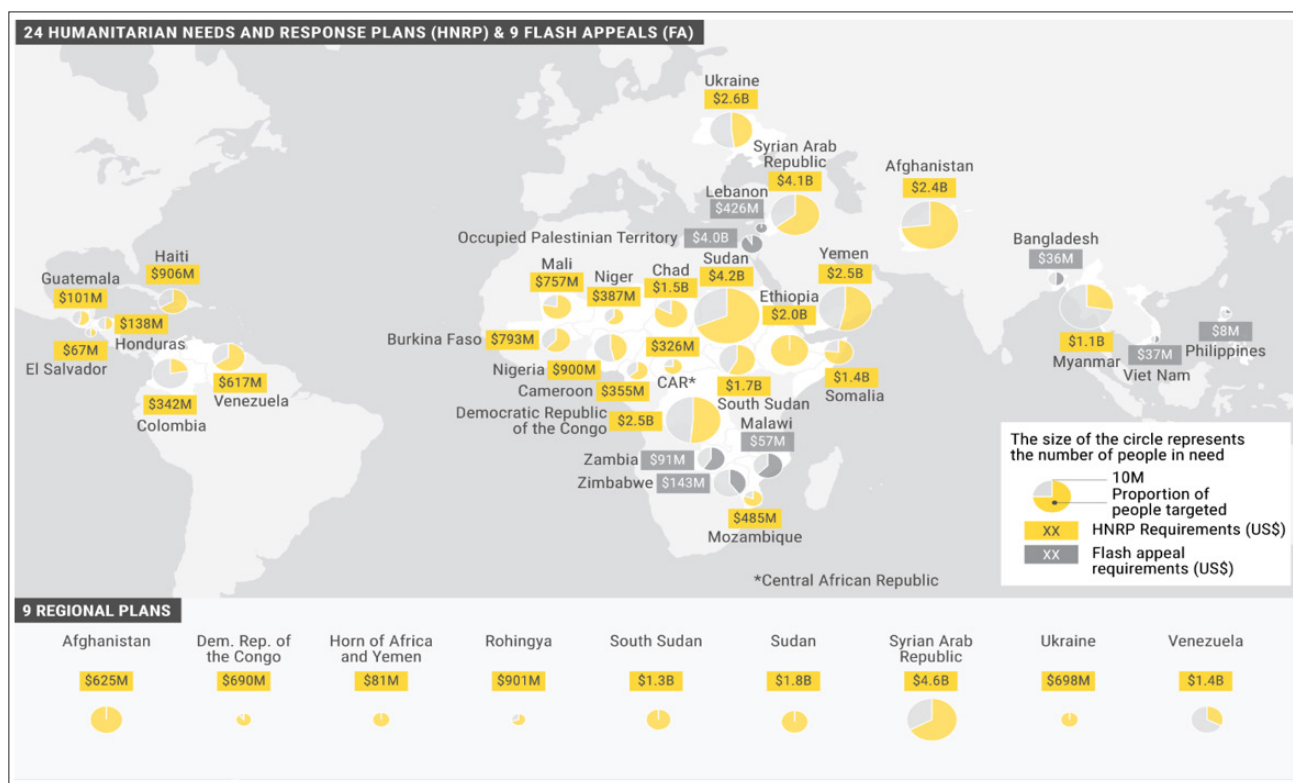 24 HUMANITARIAN NEEDS AND RESPONSE PLANS (HNRP) & 9 FLASH APPEALS (FA)
Ukraine
$2.6B
Syrian Arab
Republic
$4.1B
Afghanistan
$2.4B
Lebanon
$426M
Occupied Palestinian Territory
$4.0B
Bangladesh
$36M
Haiti
$906M
Guatemala
$101M
$138M
Honduras
$67M
El Salvador
$617M
Venezuela
$342M
Colombia
Mali
$757M
Niger
$387M
Chad
$1.5B
Sudan
$4.2B
Yemen
$2.5B
Ethiopia
$2.0B
Burkina Faso
$793M
$326M
CAR*
Nigeria
$900M
Cameroon
$355M
$1.7B
South Sudan
$1.4B
Somalia
$1.1B
Myanmar
$37M
Viet Nam
$8M
Philippines
Democratic Republic
of the Congo
$2.5B
Malawi
$57M
Zambia
$91M
Zimbabwe
$143M
$485M
Mozambique
The size of the circle represents
the number of people in need
10M
Proportion of
people targeted
XX
HNRP Requirements (US$)
XX
Flash appeal
requirements (US$)
*Central African Republic
9 REGIONAL PLANS
Afghanistan
$625M
Dem. Rep. of
the Congo
$690M
Horn of Africa
and Yemen
$81M
Rohingya
$901M
South Sudan
$1.3B
Sudan
$1.8B
Syrian Arab
Republic
$4.6B
Ukraine
$698M
Venezuela
$1.4B